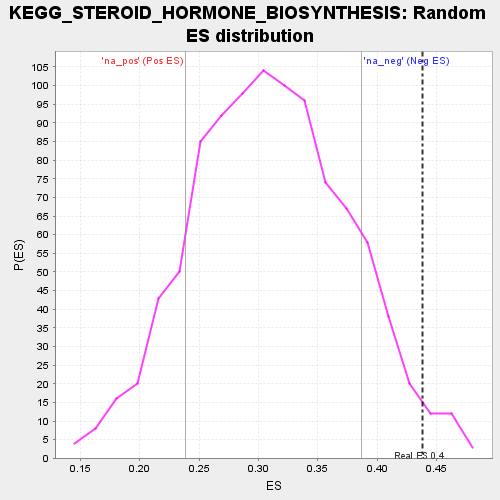 KEGG_STEROID_HORMONE_BIOSYNTHESIS: Random
ES distribution
'na_pos' (Pos ES)
'na_neg' (Neg ES)
105
100
95
90
85
80
75
70
65
60
55
50
45
40
35
30
25
20
15
10
5
0
P(ES)
Real ES 0.4
0.15 0.20 0.25 0.30 0.35 0.40 0.45
ES